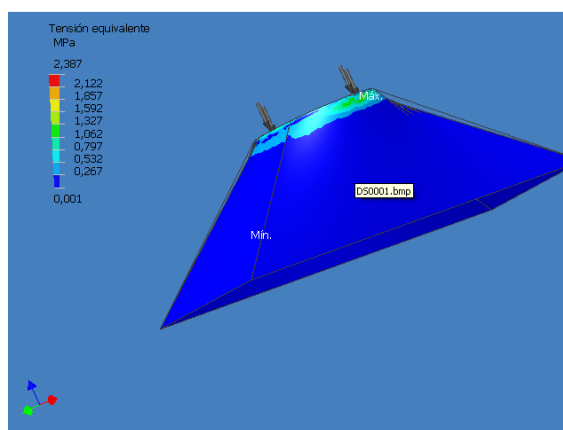 Tensión equivalente
MPa
2,387
2,122
1,857
1,592
1,327
1,062
0,797
0,532
0,267
0,001
Máx.
DS0001.bmp
Mín.